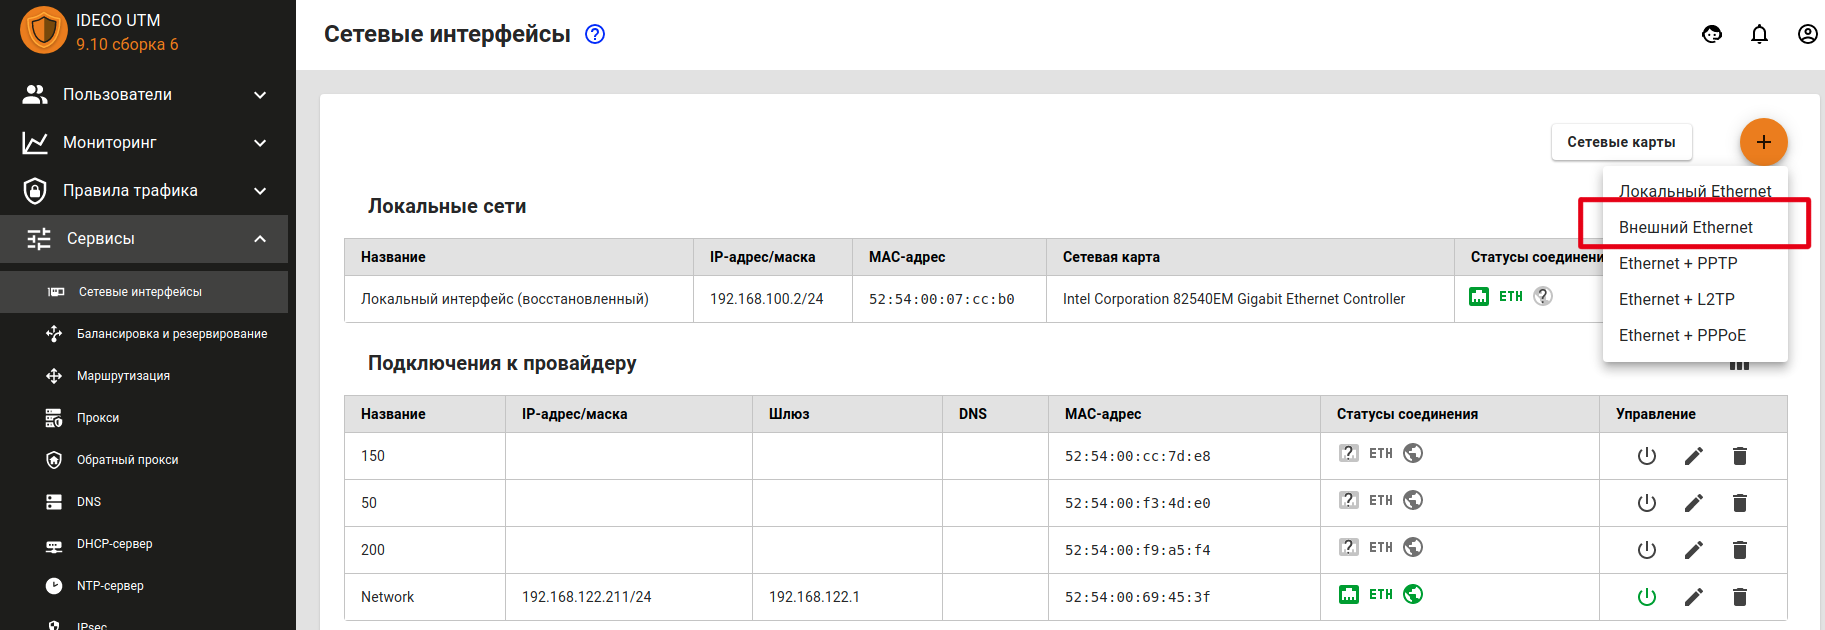 IDECO UTM
9.10 сборка 6
Пользователи
Мониторинг
Правила трафика
Сервисы
Сетевые интерфейсы
Балансировка и резервирование
Маршрутизация
Прокси
Обратный прокси
DNS
DHCP-сервер
NTP-сервер
IPsec
Сетевые интерфейсы
Сетевые карты
Локальный Ethernet
Внешний Ethernet
Ethernet + PPTP
Ethernet + L2TP
Ethernet + PPPoE
Локальные сети
Название IP-адрес/маска MAC-адрес Сетевая карта Статусы соединени
Локальный интерфейс (восстановленный) 192.168.100.2/24 52:54:00:07:cc:b0 Intel Corporation 82540EM Gigabit Ethernet Controller ETH
Подключения к провайдеру
Название IP-адрес/маска Шлюз DNS MAC-адрес Статусы соединения Управление
150 52:54:00:cc:7d:e8 ETH
50 52:54:00:f3:4d:e0 ETH
200 52:54:00:f9:a5:f4 ETH
Network 192.168.122.211/24 192.168.122.1 52:54:00:69:45:3f ETH